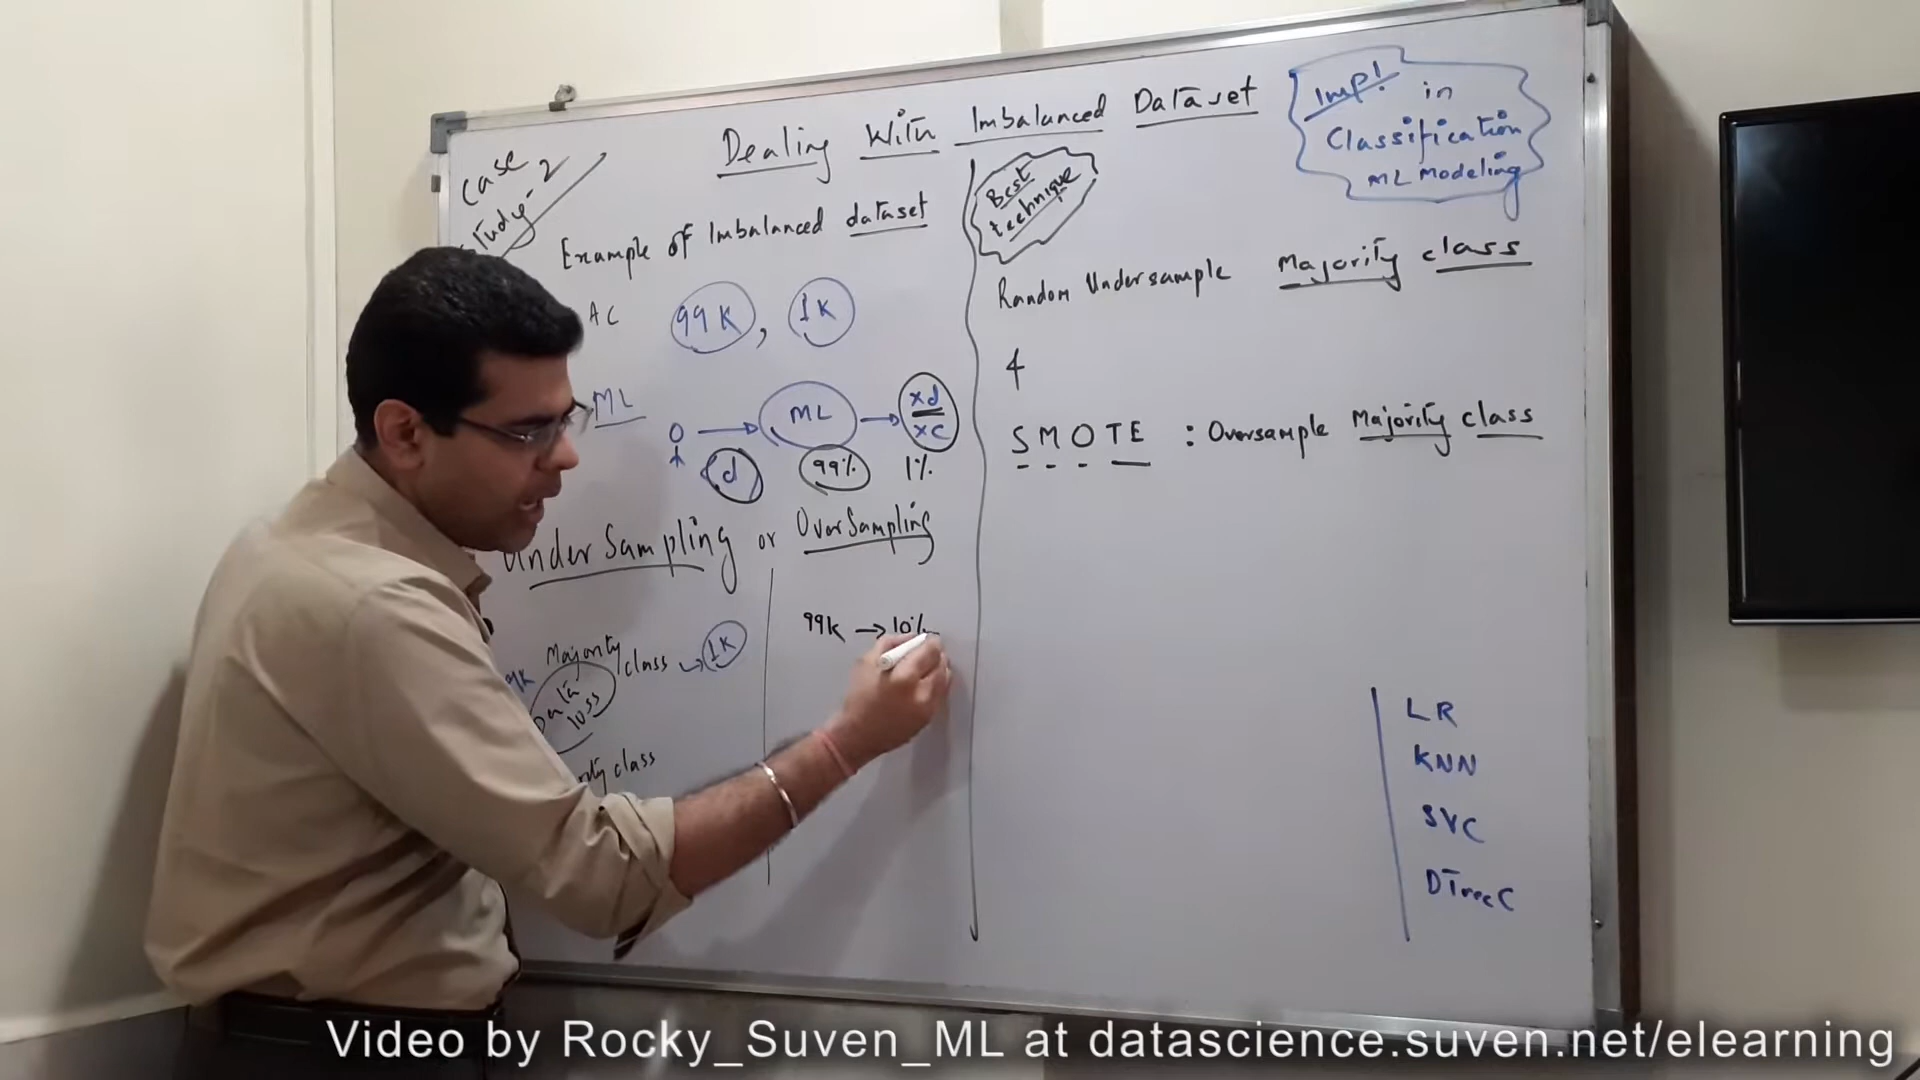 Dealing With Imbalanced Dataset
Imp! in
Classification
ML Modeling
Case
Study-2
Example of Imbalanced dataset
AC 99K , 1K
ML
ML xd
xc
d 99% 1%
UnderSampling or OverSampling
99K → 10%
Majority class → 1K
Data
loss
class
Best
technique
Random Undersample Majority class
&
SMOTE : Oversample Majority class
LR
KNN
SVC
DTreeC
Video by Rocky_Suven_ML at datascience.suven.net/elearning